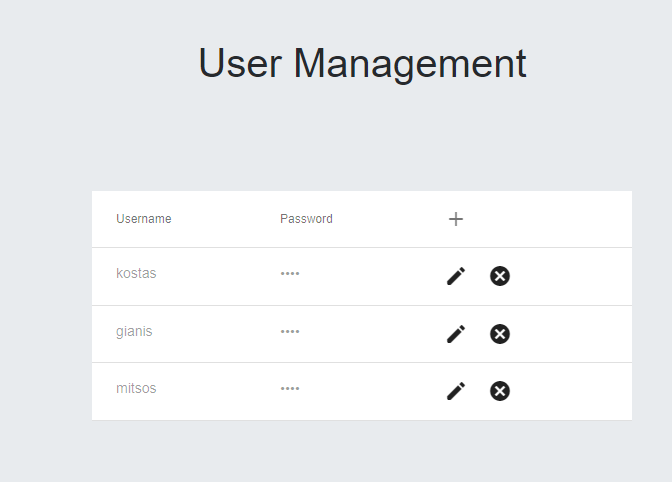 User Management
Username Password
kostas ••••
gianis ••••
mitsos ••••